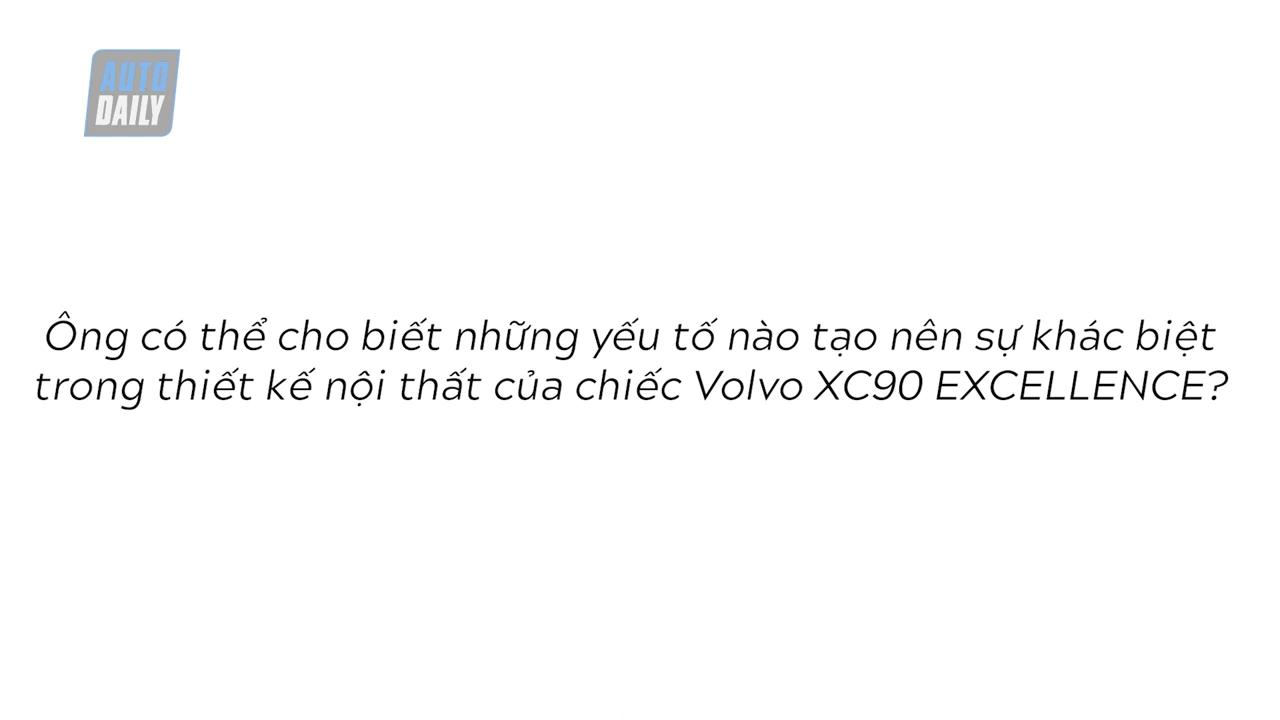 AUTO
DAILY
Ông có thể cho biết những yếu tố nào tạo nên sự khác biệt
trong thiết kế nội thất của chiếc Volvo XC90 EXCELLENCE?